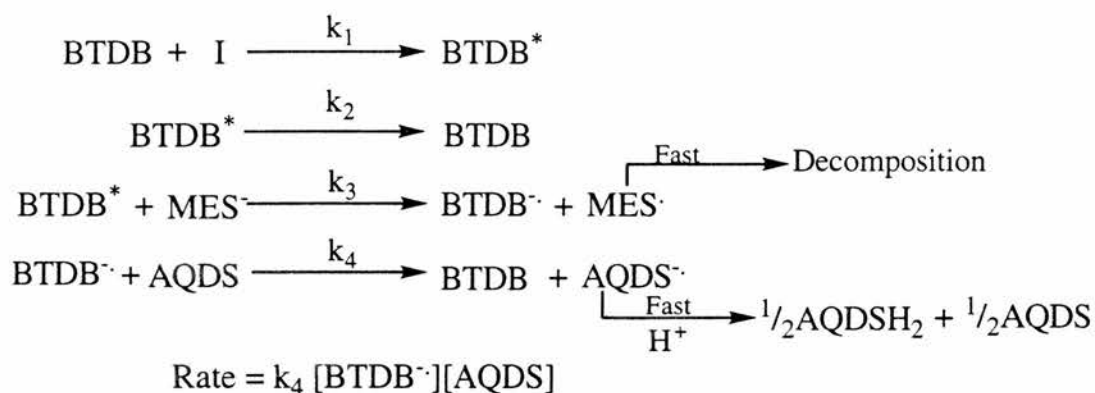 BTDB + I k₁ BTDB*
BTDB* k₂ BTDB
Fast Decomposition
BTDB* + MES⁻ k₃ BTDB⁻· + MES·
BTDB⁻· + AQDS k₄ BTDB + AQDS⁻·
Fast H⁺ ¹/₂AQDSH₂ + ¹/₂AQDS
Rate = k₄ [BTDB⁻·][AQDS]